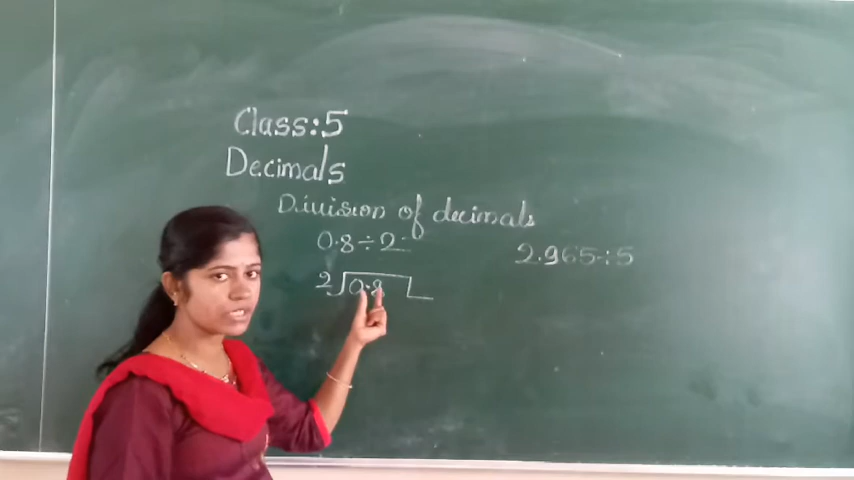 Class:5
Decimals
Division of decimals
0.8÷2
2.965÷5
2 0.8